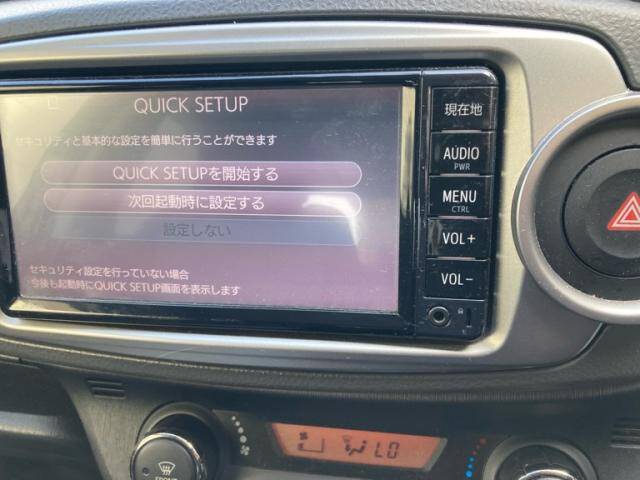 QUICK SETUP
セキュリティと基本的な設定を簡単に行うことができます
QUICK SETUPを開始する
次回起動時に設定する
設定しない
セキュリティ設定を行っていない場合
今後も起動時にQUICK SETUP画面を表示します
現在地
AUDIO
PWR
MENU
CTRL
VOL+
VOL-
LO
FRONT